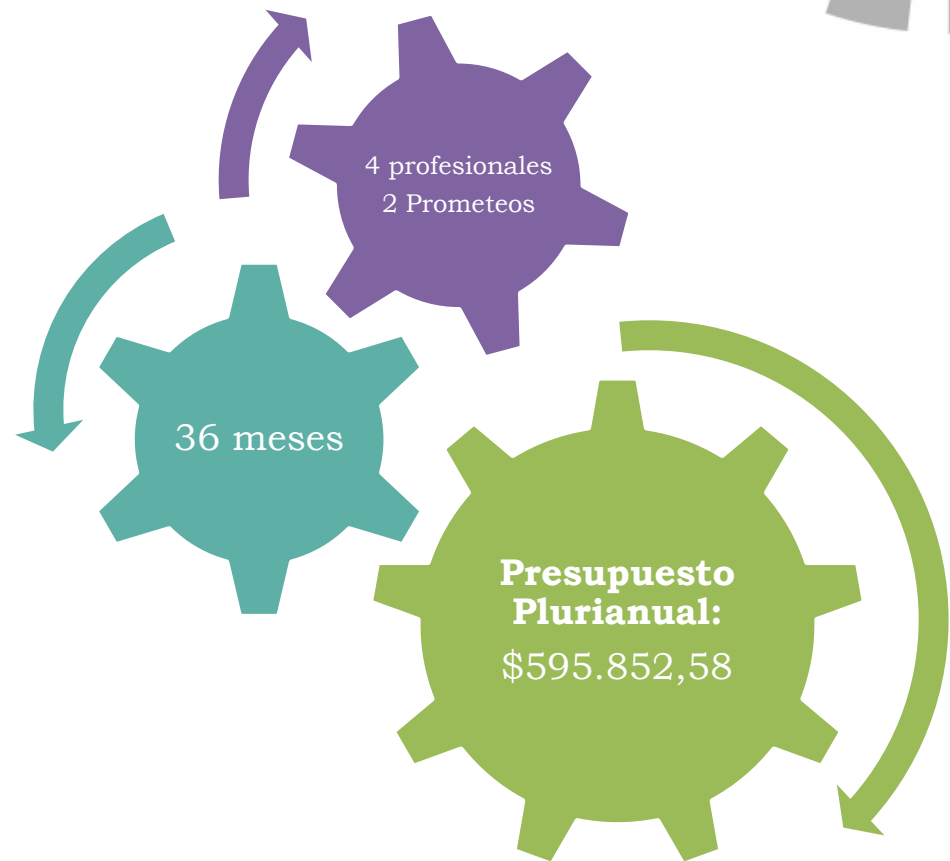 4 profesionales
2 Prometeos
36 meses
Presupuesto
Plurianual:
$595.852,58